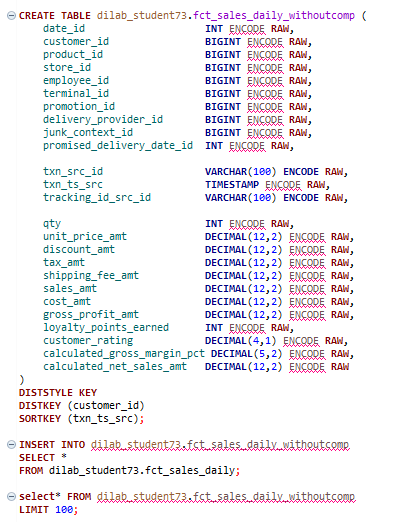 CREATE TABLE dilab_student73.fct_sales_daily_withoutcomp (
date_id INT ENCODE RAW,
customer_id BIGINT ENCODE RAW,
product_id BIGINT ENCODE RAW,
store_id BIGINT ENCODE RAW,
employee_id BIGINT ENCODE RAW,
terminal_id BIGINT ENCODE RAW,
promotion_id BIGINT ENCODE RAW,
delivery_provider_id BIGINT ENCODE RAW,
junk_context_id BIGINT ENCODE RAW,
promised_delivery_date_id INT ENCODE RAW,
txn_src_id VARCHAR(100) ENCODE RAW,
txn_ts_src TIMESTAMP ENCODE RAW,
tracking_id_src_id VARCHAR(100) ENCODE RAW,
qty INT ENCODE RAW,
unit_price_amt DECIMAL(12,2) ENCODE RAW,
discount_amt DECIMAL(12,2) ENCODE RAW,
tax_amt DECIMAL(12,2) ENCODE RAW,
shipping_fee_amt DECIMAL(12,2) ENCODE RAW,
sales_amt DECIMAL(12,2) ENCODE RAW,
cost_amt DECIMAL(12,2) ENCODE RAW,
gross_profit_amt DECIMAL(12,2) ENCODE RAW,
loyalty_points_earned INT ENCODE RAW,
customer_rating DECIMAL(4,1) ENCODE RAW,
calculated_gross_margin_pct DECIMAL(5,2) ENCODE RAW,
calculated_net_sales_amt DECIMAL(12,2) ENCODE RAW
)
DISTSTYLE KEY
DISTKEY (customer_id)
SORTKEY (txn_ts_src);
INSERT INTO dilab_student73.fct_sales_daily_withoutcomp
SELECT *
FROM dilab_student73.fct_sales_daily;
select* FROM dilab_student73.fct_sales_daily_withoutcomp
LIMIT 100;